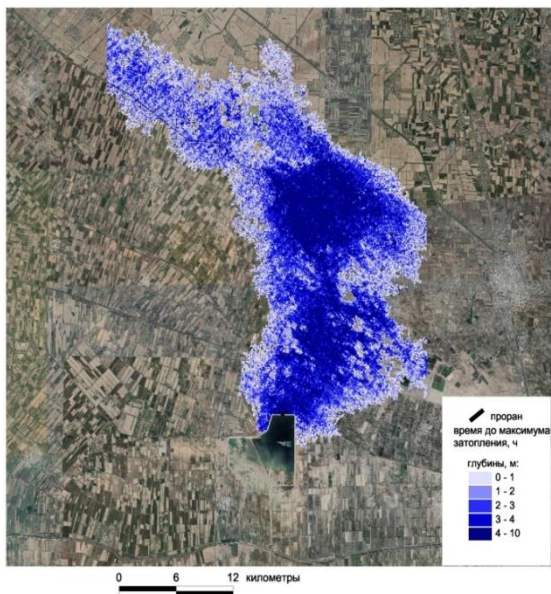 проран
время до максимума
затопления, ч
глубины, м:
0 - 1
1 - 2
2 - 3
3 - 4
4 - 10
0 6 12 километры